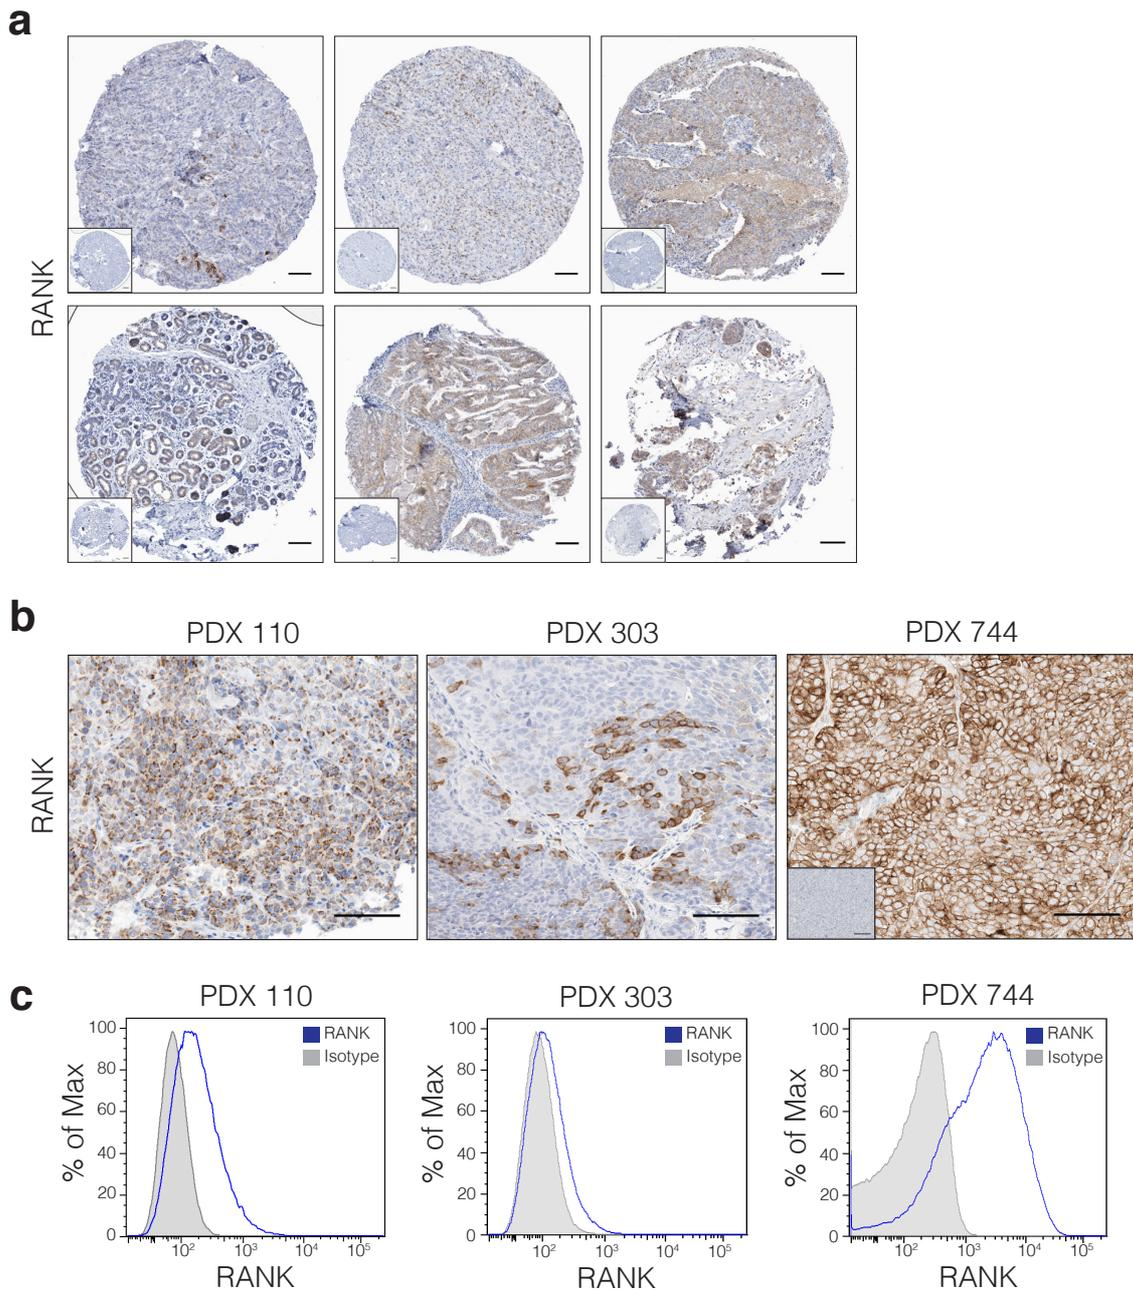 a
RANK
b
PDX 110 PDX 303 PDX 744
RANK
c
PDX 110 PDX 303 PDX 744
100 RANK 100 RANK 100 RANK
Isotype Isotype Isotype
80 80 80
60 60 60
40 40 40
20 20 20
0 0 0
% of Max % of Max % of Max
10² 10³ 10⁴ 10⁵ 10² 10³ 10⁴ 10⁵ 10² 10³ 10⁴ 10⁵
RANK RANK RANK